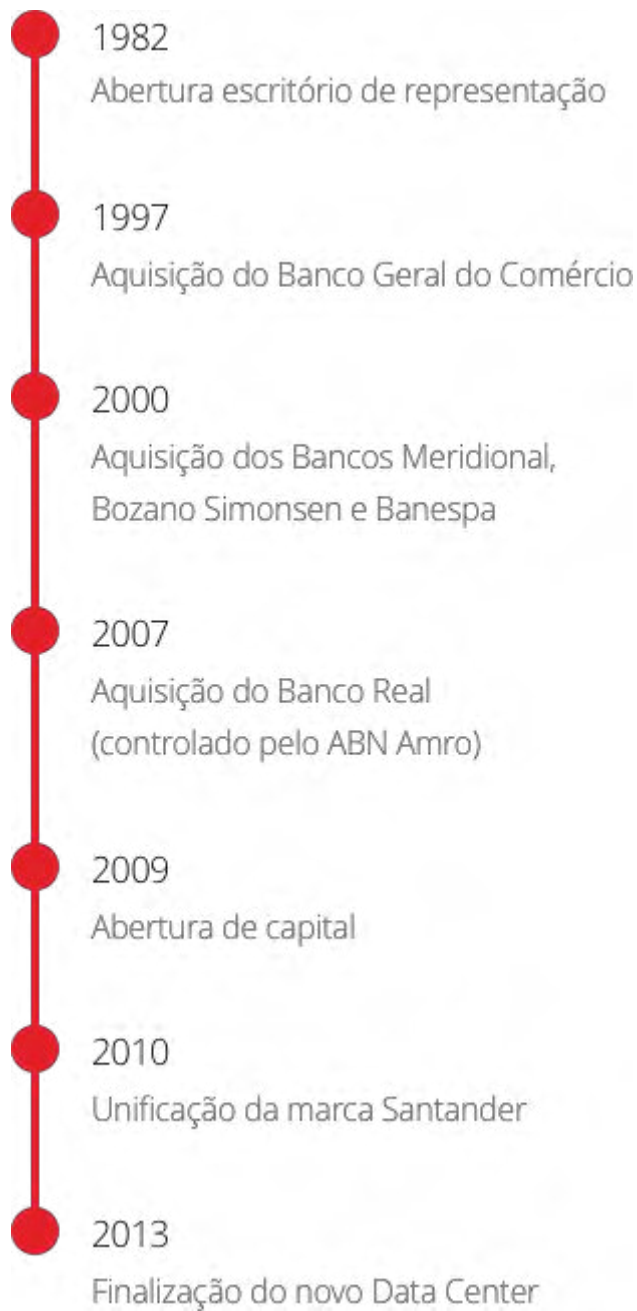 1982
Abertura escritório de representação
1997
Aquisição do Banco Geral do Comércio
2000
Aquisição dos Bancos Meridional,
Bozano Simonsen e Banespa
2007
Aquisição do Banco Real
(controlado pelo ABN Amro)
2009
Abertura de capital
2010
Unificação da marca Santander
2013
Finalização do novo Data Center